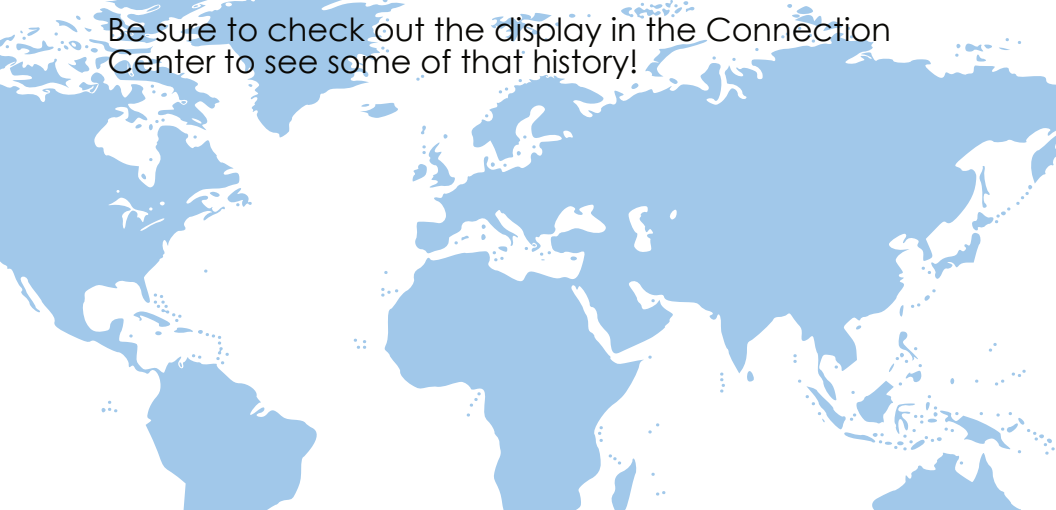 Be sure to check out the display in the Connection
Center to see some of that history!